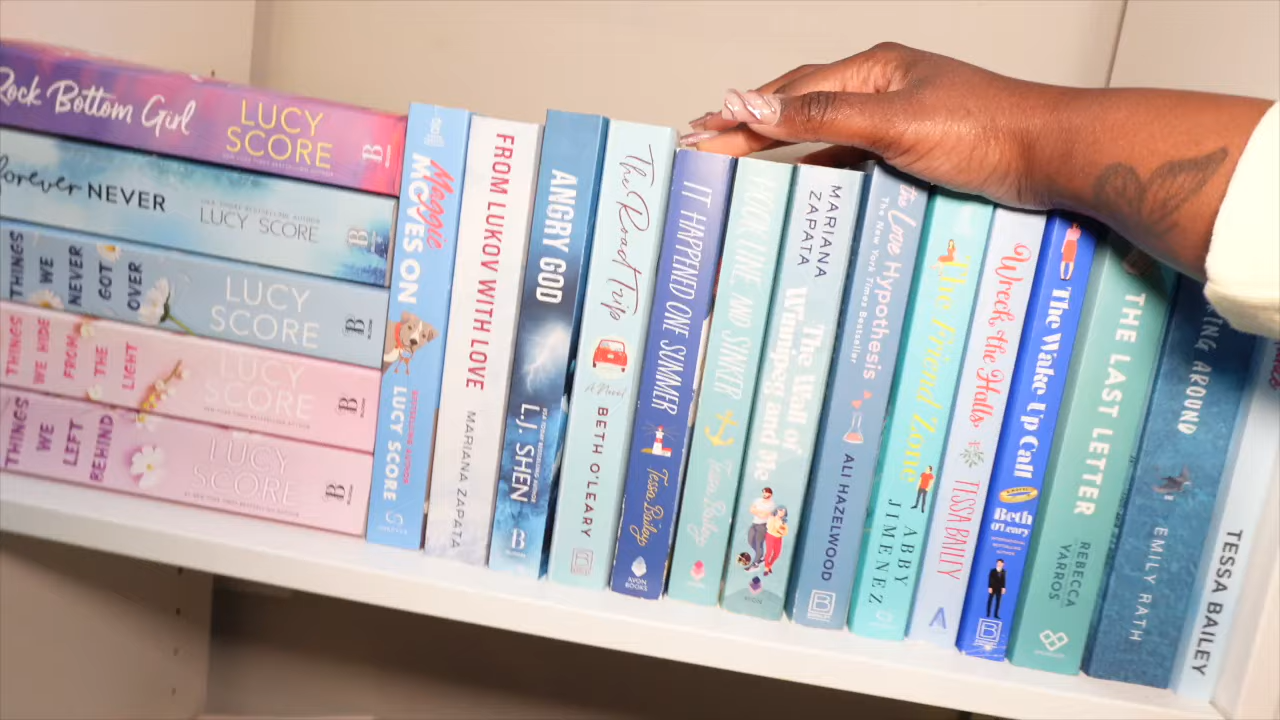 Rock Bottom Girl
LUCY SCORE
B
forever NEVER
LUCY SCORE
B
THINGS WE NEVER GOT OVER
LUCY SCORE
B
THINGS WE HIDE FROM THE LIGHT
LUCY SCORE
B
THINGS WE LEFT BEHIND
LUCY SCORE
B
Maggie MOVES ON
LUCY SCORE
FROM LUKOV WITH LOVE
MARIANA ZAPATA
ANGRY GOD
L.J. SHEN
B
The Road Trip
A Novel
BETH O'LEARY
IT HAPPENED ONE SUMMER
Tessa Bailey
AVON BOOKS
HOOK, LINE, AND SINKER
Tessa Bailey
MARIANA ZAPATA
The Wall of Winnipeg and Me
AVON
the Love Hypothesis
The New York Times Bestseller
ALI HAZELWOOD
The Friend Zone
ABBY JIMENEZ
Wreck the Halls
TESSA BAILEY
A
The Wake Up Call
Beth O'Leary
THE LAST LETTER
REBECCA YARROS
AROUND
EMILY RATH
TESSA BAILEY